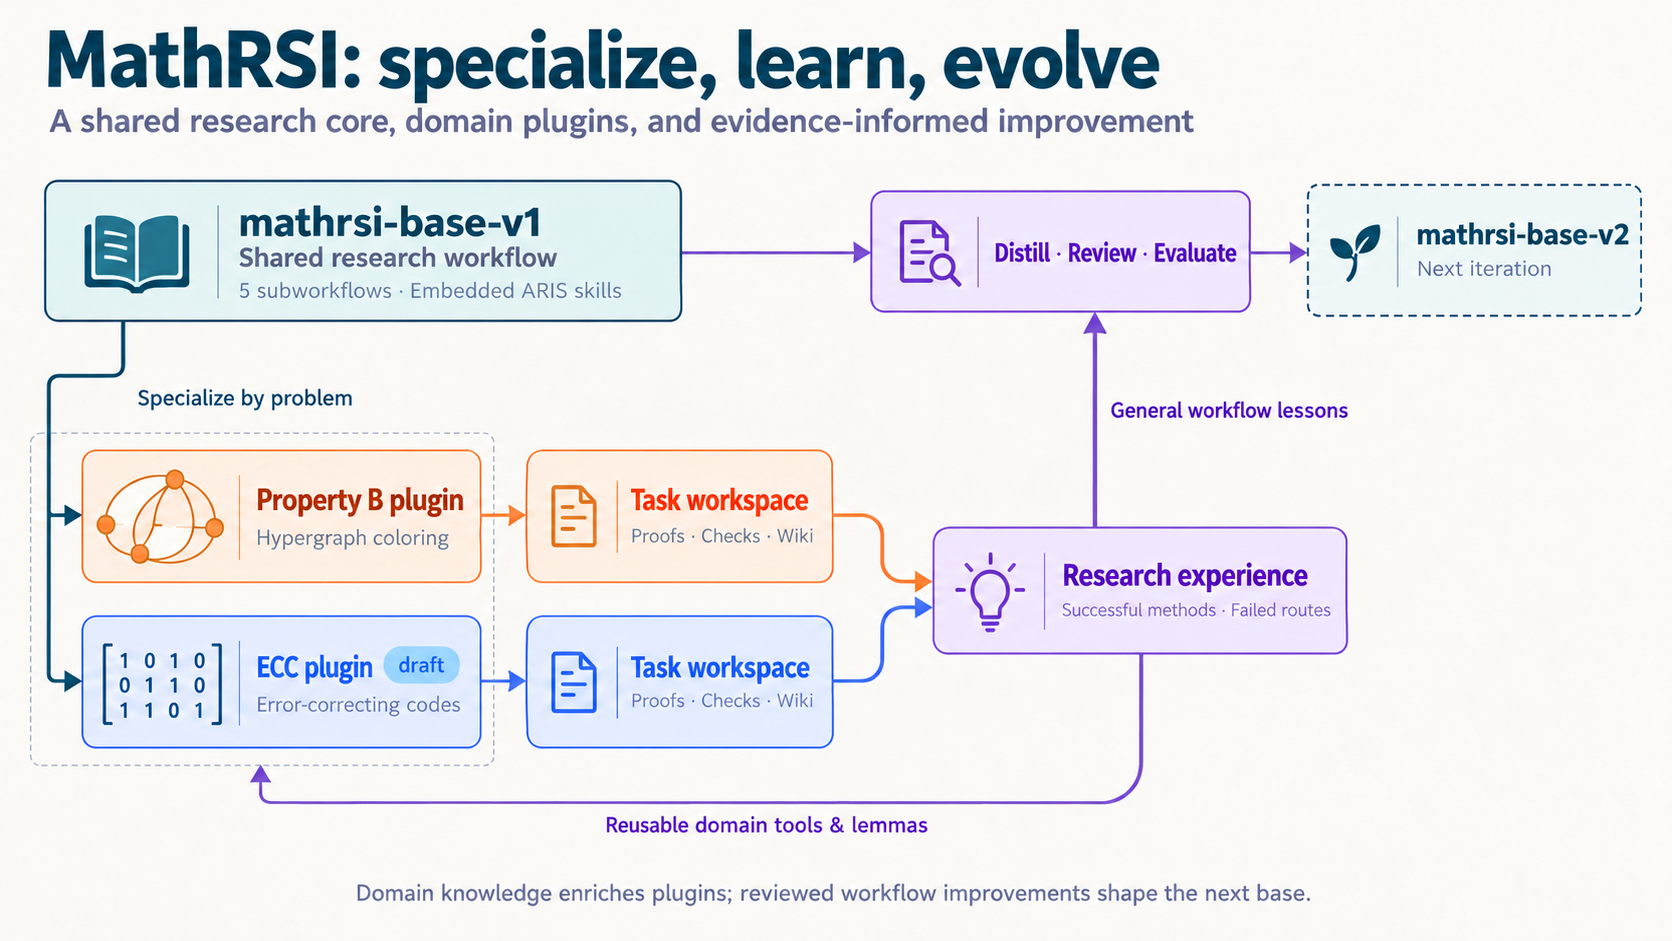 MathRSI: specialize, learn, evolve
A shared research core, domain plugins, and evidence-informed improvement
mathrsi-base-v1
Shared research workflow
5 subworkflows · Embedded ARIS skills
Distill · Review · Evaluate
mathrsi-base-v2
Next iteration
Specialize by problem
General workflow lessons
Property B plugin
Hypergraph coloring
Task workspace
Proofs · Checks · Wiki
Research experience
Successful methods · Failed routes
1 0 1 0
0 1 1 0
1 1 0 1
ECC plugin draft
Error-correcting codes
Task workspace
Proofs · Checks · Wiki
Reusable domain tools & lemmas
Domain knowledge enriches plugins; reviewed workflow improvements shape the next base.